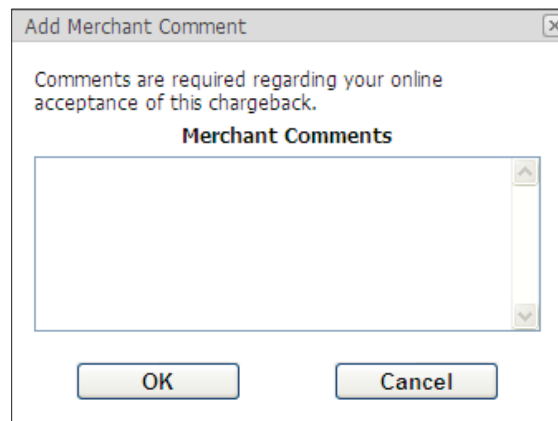 Add Merchant Comment
Comments are required regarding your online
acceptance of this chargeback.
Merchant Comments
OK
Cancel